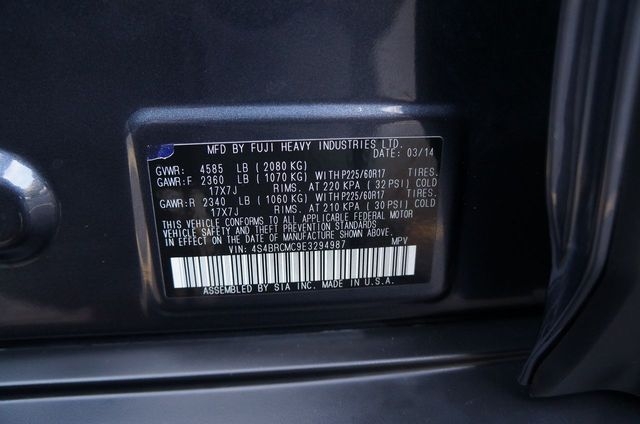 MFD BY FUJI HEAVY INDUSTRIES LTD.
DATE: 03/14
GVWR: 4585 LB (2080 KG)
GAWR:F 2360 LB (1070 KG) WITH P225/60R17 TIRES.
17X7J RIMS. AT 220 KPA (32 PSI) COLD
GAWR:R 2340 LB (1060 KG) WITH P225/60R17 TIRES.
17X7J RIMS. AT 210 KPA (30 PSI) COLD
THIS VEHICLE CONFORMS TO ALL APPLICABLE FEDERAL MOTOR
VEHICLE SAFETY, BUMPER, AND THEFT PREVENTION STANDARDS
IN EFFECT ON THE DATE OF MANUFACTURE SHOWN ABOVE.
VIN: 4S4BRCMC9E3294987 MPV
ASSEMBLED BY SIA INC. MADE IN U.S.A.